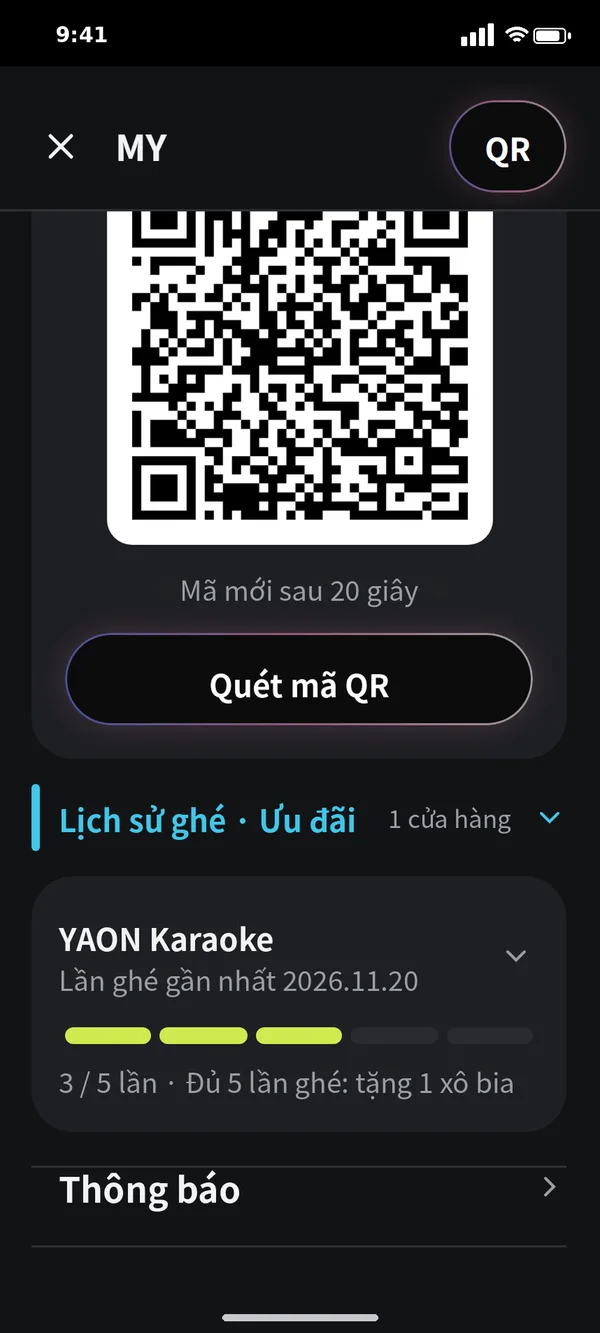 9:41
MY
QR
Mã mới sau 20 giây
Quét mã QR
Lịch sử ghé · Ưu đãi 1 cửa hàng
YAON Karaoke
Lần ghé gần nhất 2026.11.20
3 / 5 lần · Đủ 5 lần ghé: tặng 1 xô bia
Thông báo